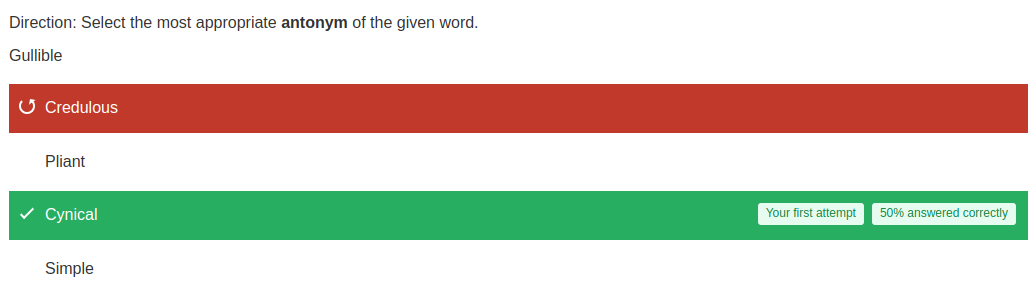 Direction: Select the most appropriate antonym of the given word.
Gullible
Credulous
Pliant
Cynical Your first attempt 50% answered correctly
Simple